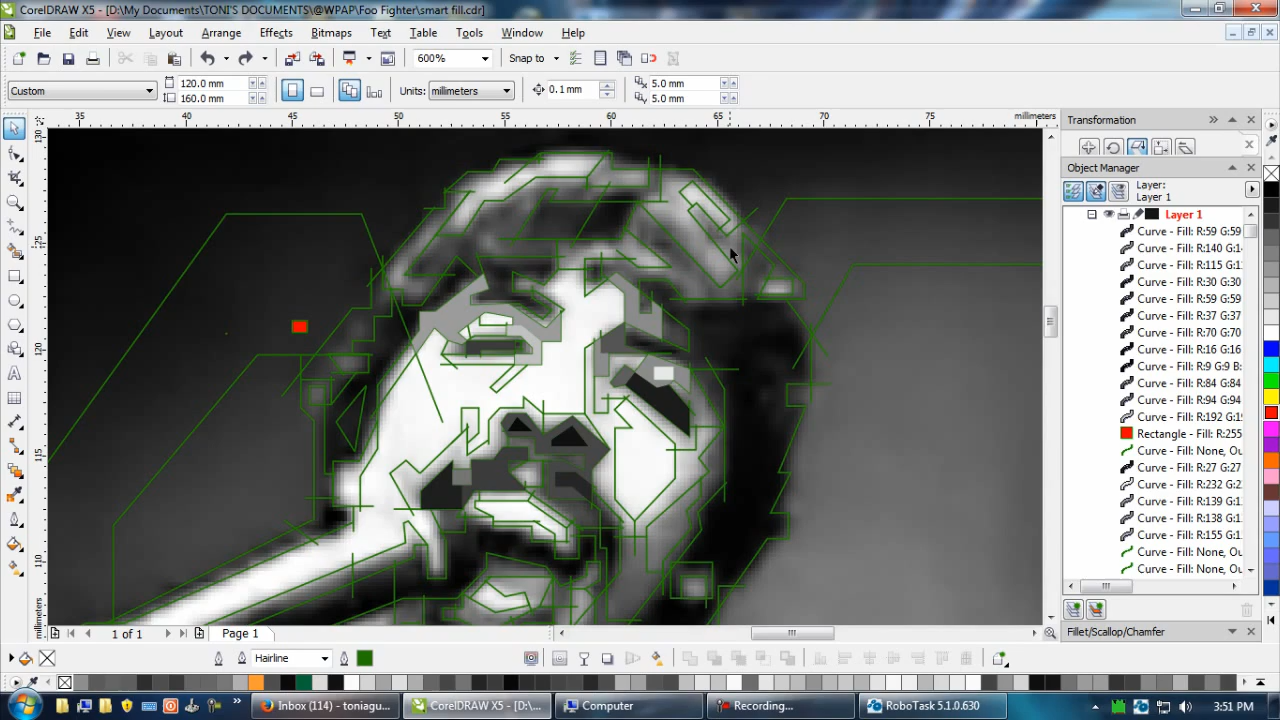 CorelDRAW X5 - [D:\My Documents\TONI'S DOCUMENTS\@WPAP\Foo Fighter\smart fill.cdr]
File Edit View Layout Arrange Effects Bitmaps Text Table Tools Window Help
600% Snap to
Custom 120.0 mm 160.0 mm Units: millimeters 0.1 mm 5.0 mm 5.0 mm
35 45 50 55 60 65 70 75 millimeters
130
125
120
115
110
millimeters
Transformation
Object Manager
Layer:
Layer 1
Layer 1
Curve - Fill: R:59 G:59
Curve - Fill: R:140 G:1
Curve - Fill: R:115 G:1
Curve - Fill: R:30 G:30
Curve - Fill: R:59 G:59
Curve - Fill: R:37 G:37
Curve - Fill: R:70 G:70
Curve - Fill: R:16 G:16
Curve - Fill: R:9 G:9 B:
Curve - Fill: R:84 G:84
Curve - Fill: R:94 G:94
Curve - Fill: R:192 G:1
Rectangle - Fill: R:255
Curve - Fill: None, Ou
Curve - Fill: R:27 G:27
Curve - Fill: R:232 G:
Curve - Fill: R:139 G:1
Curve - Fill: R:138 G:1
Curve - Fill: R:155 G:1
Curve - Fill: None, Ou
Curve - Fill: None, Ou
Fillet/Scallop/Chamfer
1 of 1 Page 1
Hairline
Inbox (114) - toniagu... CorelDRAW X5 - [D:\... Computer Recording... RoboTask 5.1.0.630 3:51 PM